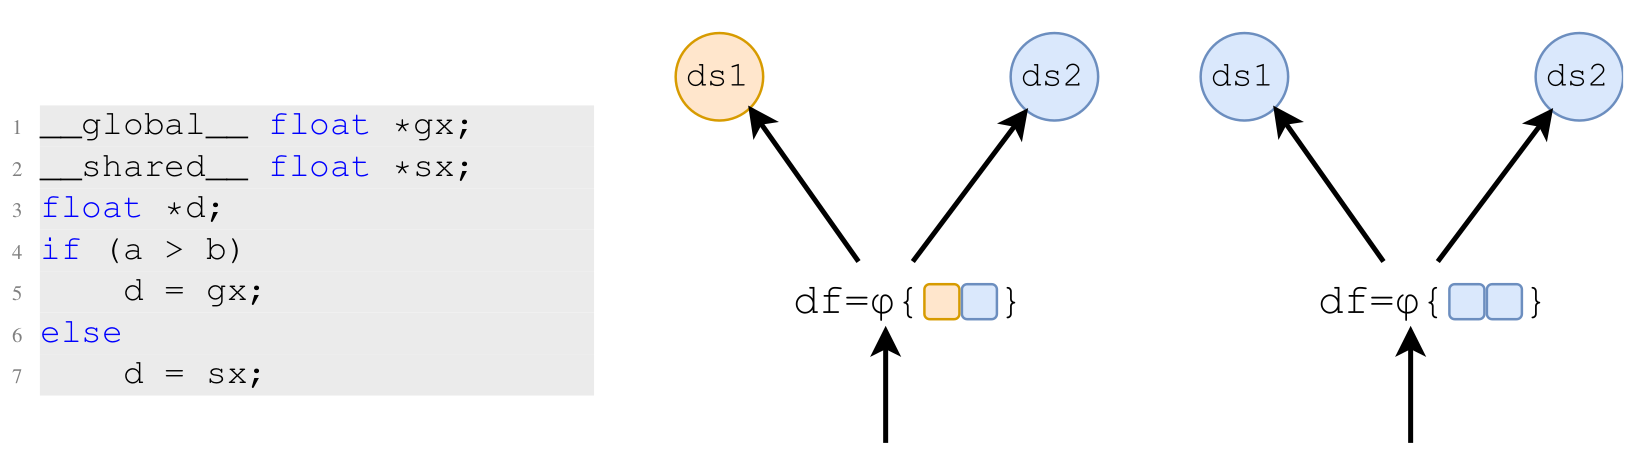 1 __global__ float *gx;
2 __shared__ float *sx;
3 float *d;
4 if (a > b)
5 d = gx;
6 else
7 d = sx;
ds1
ds2
df=φ{ }
ds1
ds2
df=φ{ }